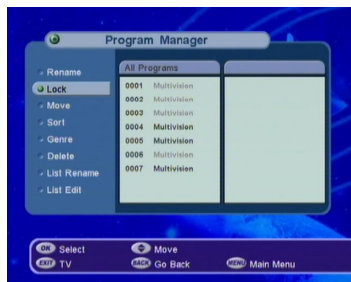 Program Manager
Rename
Lock
Move
Sort
Genre
Delete
List Rename
List Edit
All Programs
0001 Multivision
0002 Multivision
0003 Multivision
0004 Multivision
0005 Multivision
0006 Multivision
0007 Multivision
OK Select
Move
EXIT TV
BACK Go Back
MENU Main Menu